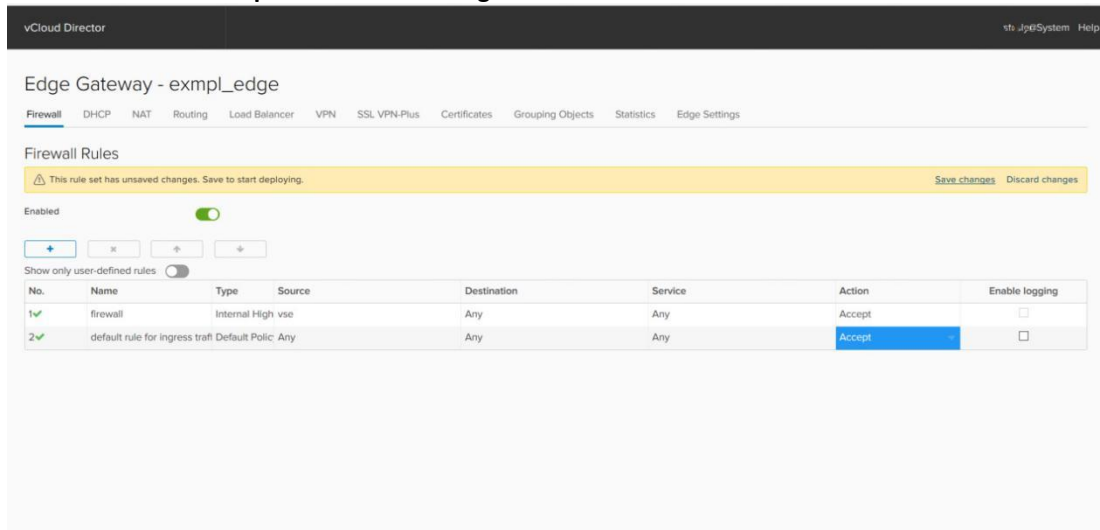 vCloud Director
@System Help
Edge Gateway - exmpl_edge
Firewall DHCP NAT Routing Load Balancer VPN SSL VPN-Plus Certificates Grouping Objects Statistics Edge Settings
Firewall Rules
This rule set has unsaved changes. Save to start deploying. Save changes Discard changes
Enabled
Show only user-defined rules
No. Name Type Source Destination Service Action Enable logging
1 firewall Internal High vse Any Any Accept
2 default rule for ingress trafi Default Polic Any Any Any Accept